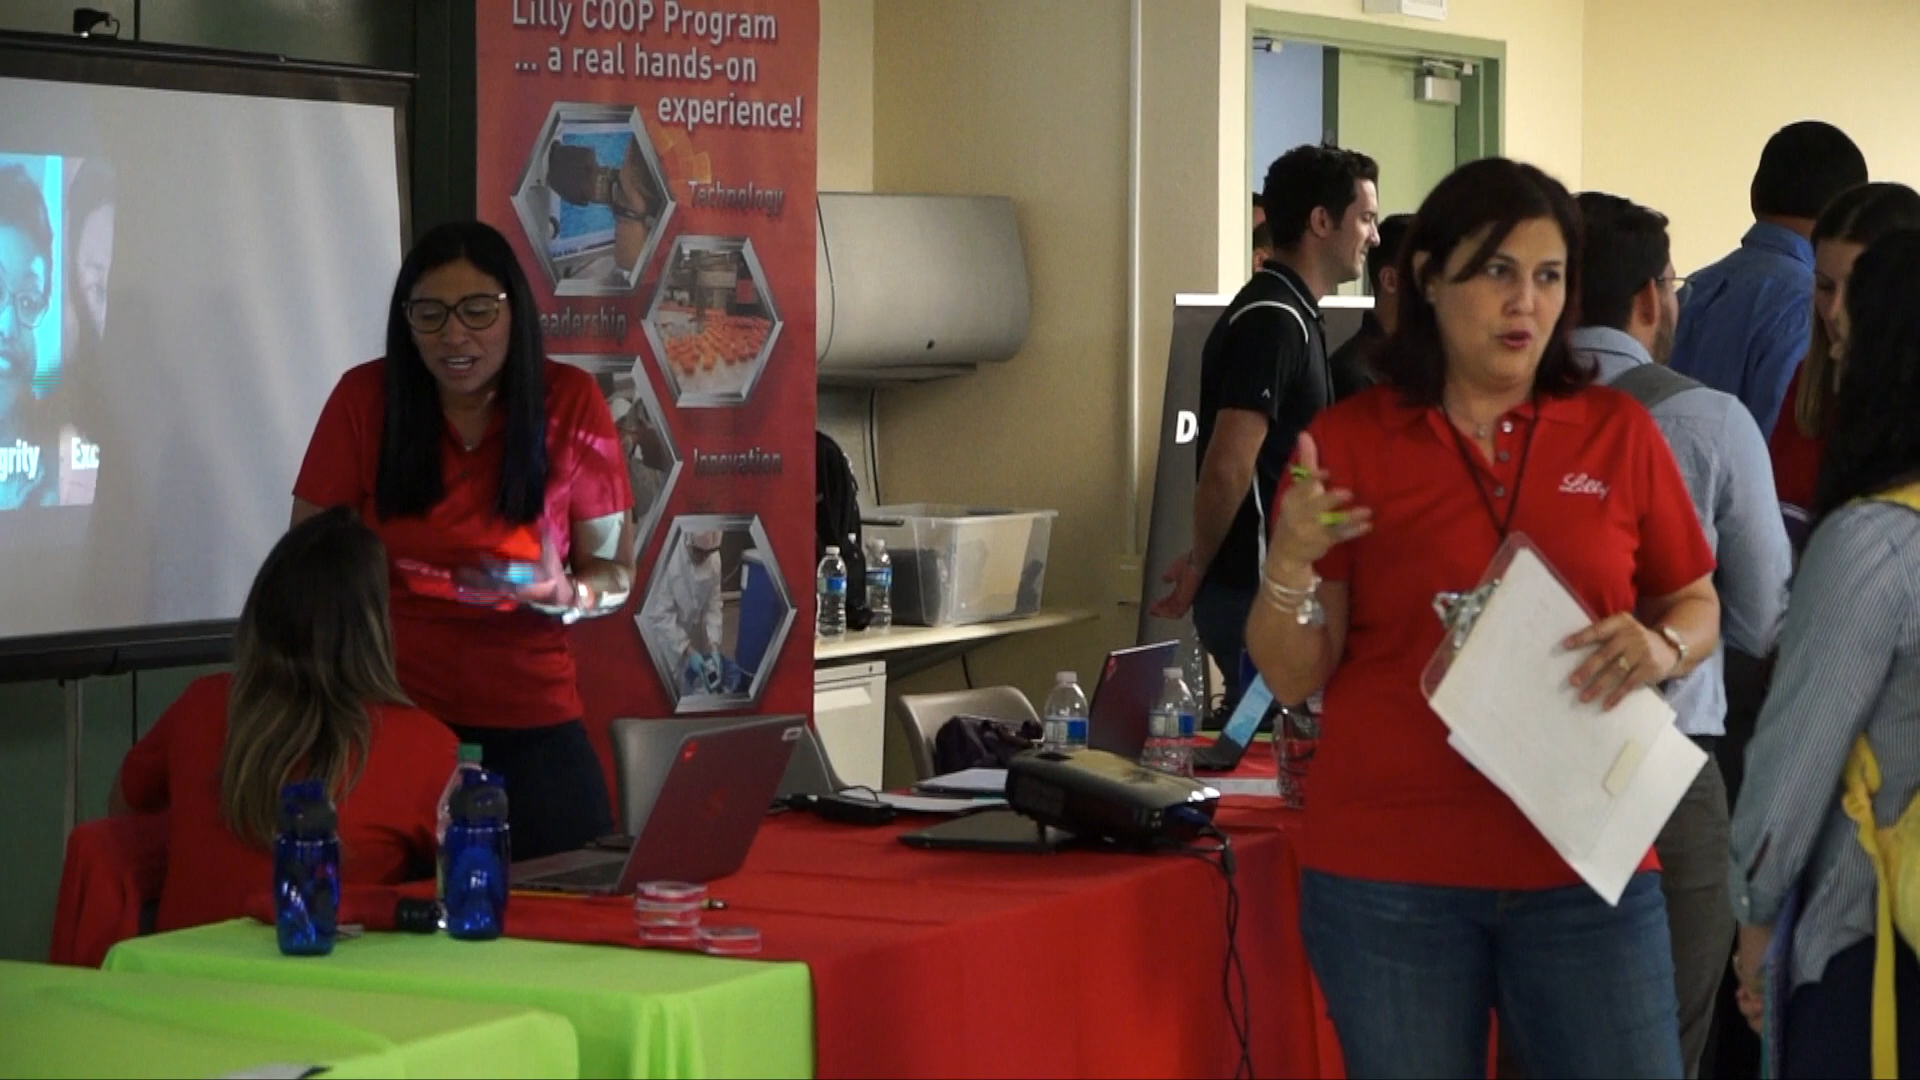 Lilly COOP Program
... a real hands-on
experience!
Technology
eadership
Innovation
grity
Exc
D
Lilly